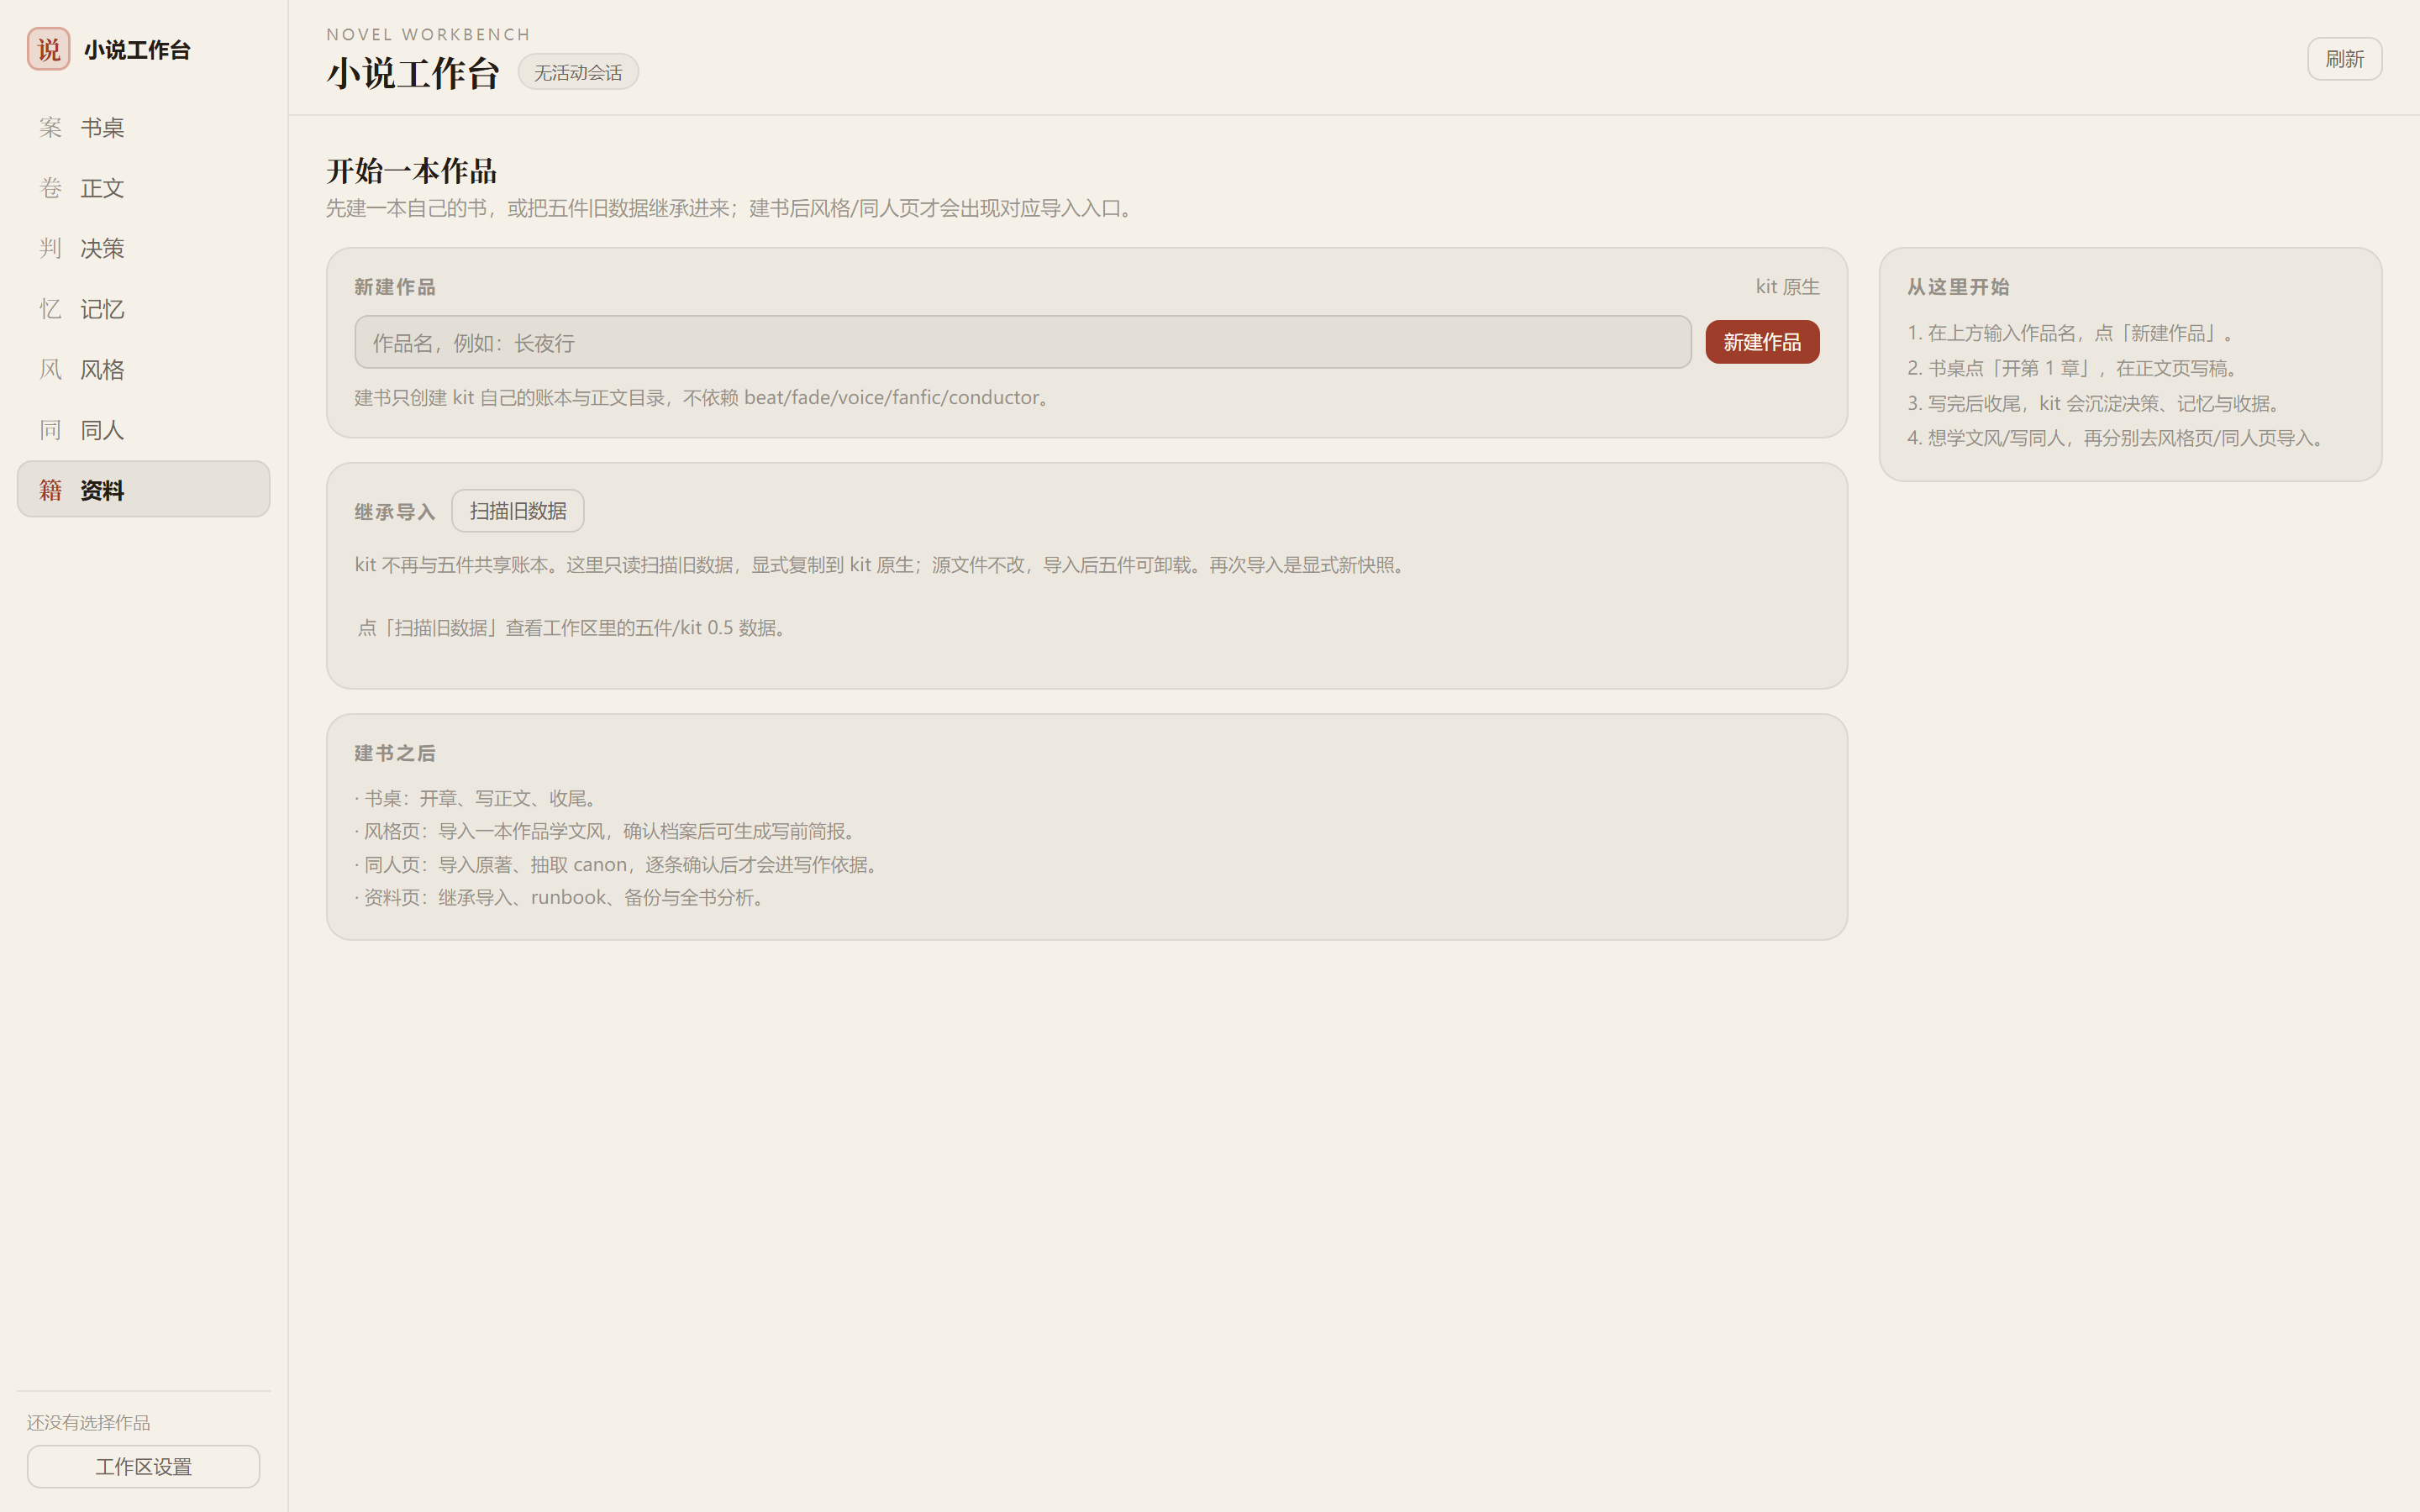 说 小说工作台
案 书桌
卷 正文
判 决策
忆 记忆
风 风格
同 同人
籍 资料
还没有选择作品
工作区设置
NOVEL WORKBENCH
小说工作台 无活动会话
刷新
开始一本作品
先建一本自己的书，或把五件旧数据继承进来；建书后风格/同人页才会出现对应导入入口。
新建作品 kit 原生
作品名，例如：长夜行 新建作品
建书只创建 kit 自己的账本与正文目录，不依赖 beat/fade/voice/fanfic/conductor。
继承导入 扫描旧数据
kit 不再与五件共享账本。这里只读扫描旧数据，显式复制到 kit 原生；源文件不改，导入后五件可卸载。再次导入是显式新快照。
点「扫描旧数据」查看工作区里的五件/kit 0.5 数据。
建书之后
· 书桌：开章、写正文、收尾。
· 风格页：导入一本作品学文风，确认档案后可生成写前简报。
· 同人页：导入原著、抽取 canon，逐条确认后才会进写作依据。
· 资料页：继承导入、runbook、备份与全书分析。
从这里开始
1. 在上方输入作品名，点「新建作品」。
2. 书桌点「开第 1 章」，在正文页写稿。
3. 写完后收尾，kit 会沉淀决策、记忆与收据。
4. 想学文风/写同人，再分别去风格页/同人页导入。